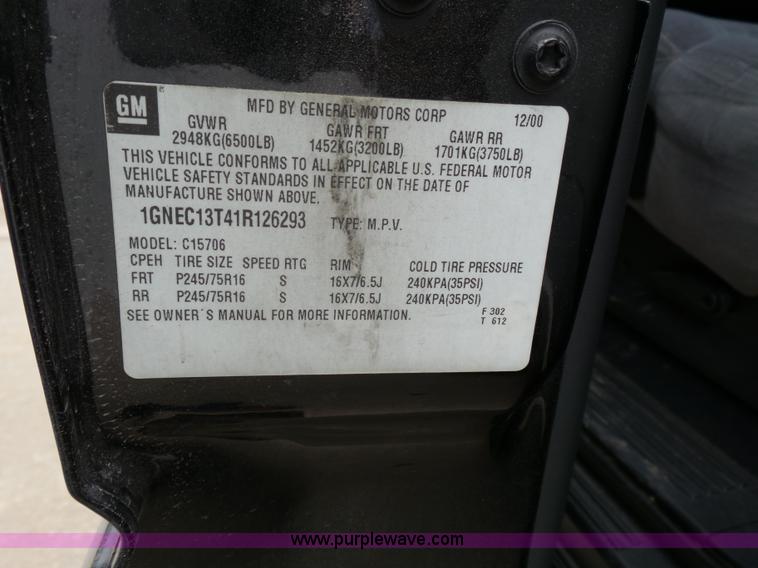 GM
MFD BY GENERAL MOTORS CORP 12/00
GVWR GAWR FRT GAWR RR
2948KG(6500LB) 1452KG(3200LB) 1701KG(3750LB)
THIS VEHICLE CONFORMS TO ALL APPLICABLE U.S. FEDERAL MOTOR
VEHICLE SAFETY STANDARDS IN EFFECT ON THE DATE OF
MANUFACTURE SHOWN ABOVE.
1GNEC13T41R126293 TYPE: M.P.V.
MODEL: C15706
CPEH TIRE SIZE SPEED RTG RIM COLD TIRE PRESSURE
FRT P245/75R16 S 16X7/6.5J 240KPA(35PSI)
RR P245/75R16 S 16X7/6.5J 240KPA(35PSI)
SEE OWNER'S MANUAL FOR MORE INFORMATION. F 302
T 612
www.purplewave.com